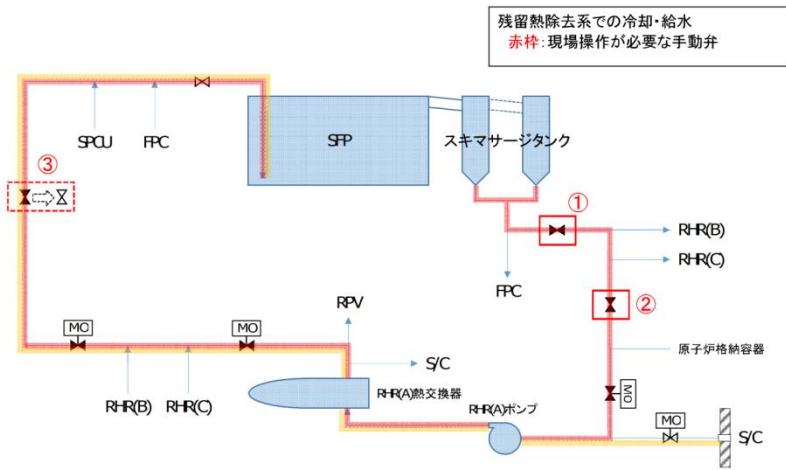 残留熱除去系での冷却・給水
赤枠:現場操作が必要な手動弁
SPCU
FPC
SFP
スキマサージタンク
③
①
RHR(B)
RHR(C)
FPC
②
RPV
MO
MO
S/C
原子炉格納容器
RHR(B)
RHR(C)
RHR(A)熱交換器
RHR(A)ポンプ
MO
MO
S/C